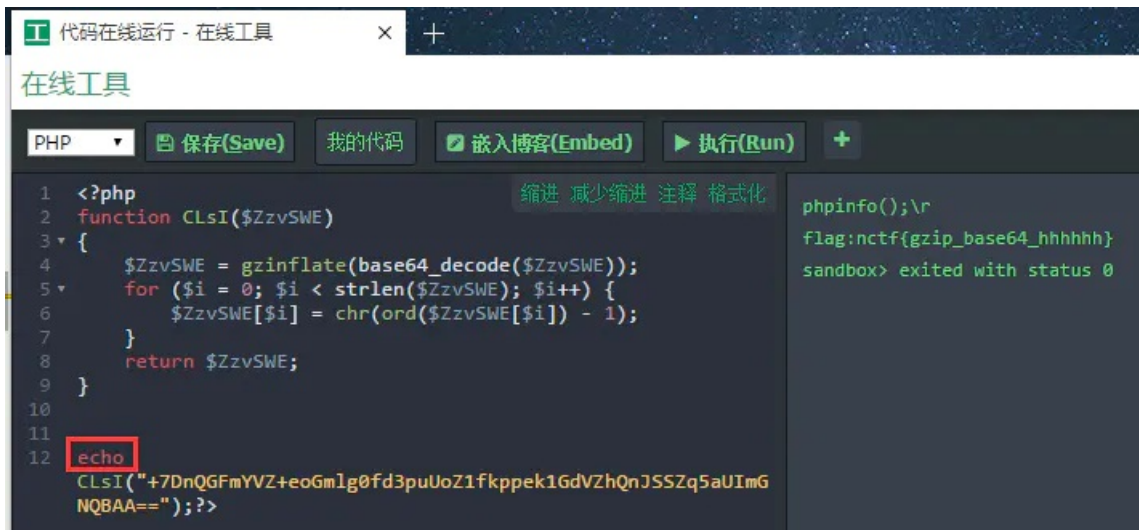 代码在线运行 - 在线工具
在线工具
PHP 保存(Save) 我的代码 嵌入博客(Embed) 执行(Run)
缩进 减少缩进 注释 格式化
1 <?php
2 function CLsI($ZzvSWE)
3 {
4 $ZzvSWE = gzinflate(base64_decode($ZzvSWE));
5 for ($i = 0; $i < strlen($ZzvSWE); $i++) {
6 $ZzvSWE[$i] = chr(ord($ZzvSWE[$i]) - 1);
7 }
8 return $ZzvSWE;
9 }
10
11
12 echo
CLsI("+7DnQGFmYVZ+eoGmlg0fd3puUoZ1fkppek1GdVZhQnJSSZq5aUImG
NQBAA==");?>
phpinfo();\r
flag:nctf{gzip_base64_hhhhhh}
sandbox> exited with status 0